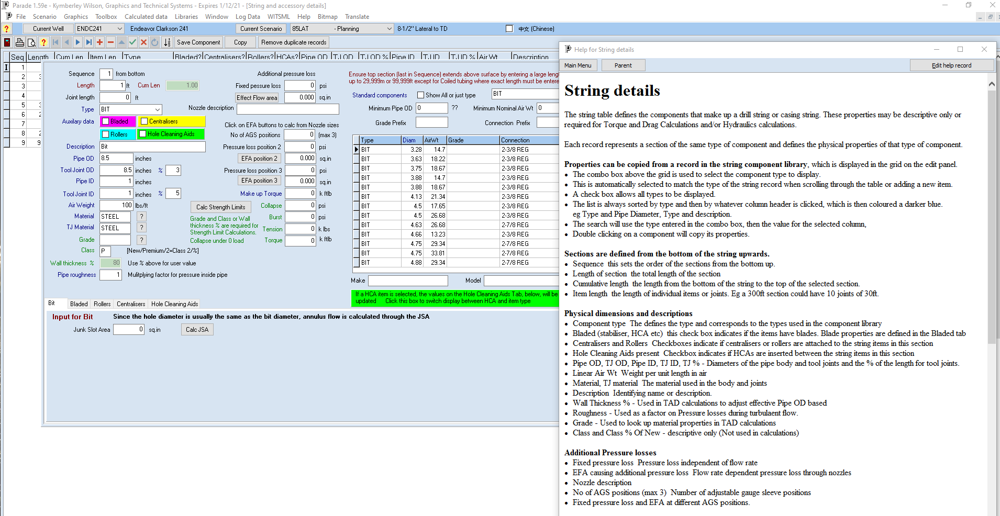 Parade 1.59e - Kymberley Wilson, Graphics and Technical Systems - Expires 1/12/21 - [String and accessory details]
File Scenario Graphics Toolbox Calculated data Libraries Window Log Data WITSML Help Bitmap Translate
? Current Well ENDC241 Endeavor Clarkson 241 Current Scenario 85LAT - Planning 8-1/2" Lateral to TD 中文 (Chinese)
Save Component Copy Remove duplicate records
Seq Length Cum Len Item Len Type Bladed? Centralisers? Rollers? HCAs? Pipe OD TJ OD TJ OD % Pipe ID TJ ID TJ ID % Air Wt Description
1
2 3
3
4
5 3
6 2
7
8 2
9 9
Sequence 1 from bottom
Length 1 ft Cum Len 1.00
Joint length 0 ft
Type BIT
Auxilary data Bladed Centralisers
Rollers Hole Cleaning Aids
Description Bit
Pipe OD 8.5 inches
Tool Joint OD 8.5 inches % 3
Pipe ID 1 inches
Tool Joint ID 1 inches % 5
Air Weight 100 lbs/ft
Material STEEL ?
TJ Material STEEL ?
Grade ?
Class P [New/Premium/2=Class 2/%]
Wall thickness % 80 Use % above for user value
Pipe roughness 1 Mulitplying factor for pressure inside pipe
Additional pressure loss
Fixed pessure loss 0 psi
Effect Flow area 0.000 sq.in
Nozzle description
Click on EFA buttons to calc from Nozzle sizes
No of AGS positions 0 (max 3)
Pressure loss position 2 0 psi
EFA position 2 0.000 sq.in
Pressure loss position 3 0 psi
EFA position 3 0.000 sq.in
Make up Torque 0 k ftlb
Calc Strength Limits
Grade and Class or Wall
thickness % are required for
Strength Limit Calculations.
Collapse under 0 load
Collapse 0 psi
Burst 0 psi
Tension 0 k lbs
Torque 0 k ftlb
Ensure top section (last in Sequence) extends above surface by entering a large leng
up to 29,999m or 99,999ft except for Coiled tubing where exact length must be entere
Standard components Show All or just type BIT
Minimum Pipe OD 0 ?? Minimum Nominal Air Wt 0
Grade Prefix Connection Prefix
Type Diam AirWt Grade Connection
BIT 3.28 14.7 2-3/8 REG
BIT 3.63 18.22 2-3/8 REG
BIT 3.75 18.67 2-3/8 REG
BIT 3.88 14.7 2-3/8 REG
BIT 3.88 18.67 2-3/8 REG
BIT 4.13 21.34 2-3/8 REG
BIT 4.5 17.65 2-3/8 REG
BIT 4.5 26.68 2-3/8 REG
BIT 4.63 26.68 2-7/8 REG
BIT 4.66 13.23 2-3/8 REG
BIT 4.75 29.34 2-7/8 REG
BIT 4.75 33.81 2-7/8 REG
BIT 4.88 29.34 2-7/8 REG
Make Model
If a HCA item is selected, the values on the Hole Cleaning Aids Tab, below, will be
updated Click this box to switch display between HCA and item type
Bit Bladed Rollers Centralisers Hole Cleaning Aids
Input for Bit Since the hole diameter is usually the same as the bit diameter, annulus flow is calculated through the JSA
Junk Slot Area 0 sq.in Calc JSA
Help for String details
Main Menu Parent Edit help record
String details
The string table defines the components that make up a drill string or casing string. These properties may be descriptive only or
required for Torque and Drag Calculations and/or Hydraulics calculations.
Each record represents a section of the same type of component and defines the physical properties of that type of component.
Properties can be copied from a record in the string component library, which is displayed in the grid on the edit panel.
• The combo box above the grid is used to select the component type to display.
• This is automatically selected to match the type of the string record when scrolling through the table or adding a new item.
• A check box allows all types to be displayed.
• The list is always sorted by type and then by whatever column header is clicked, which is then coloured a darker blue.
eg Type and Pipe Diameter, Type and description.
• The search will use the type entered in the combo box, then the value for the selected column,
• Double clicking on a component will copy its properties.
Sections are defined from the bottom of the string upwards.
• Sequence this sets the order of the sections from the bottom up.
• Length of section the total length of the section
• Cumulative length the length from the bottom of the string to the top of the selected section.
• Item length the length of individual items or joints. Eg a 300ft section could have 10 joints of 30ft.
Physical dimensions and descriptions
• Component type The defines the type and corresponds to the types used in the component library
• Bladed (stabiliser, HCA etc) this check box indicates if the items have blades. Blade properties are defined in the Bladed tab
• Centralisers and Rollers Checkboxes indicate if centralisers or rollers are attached to the string items in this section
• Hole Cleaning Aids present Checkbox indicates if HCAs are inserted between the string items in this section
• Pipe OD, TJ OD, Pipe ID, TJ ID, TJ % - Diameters of the pipe body and tool joints and the % of the length for tool joints.
• Linear Air Wt Weight per unit length in air
• Material, TJ material The material used in the body and joints
• Description Identifying name or description.
• Wall Thickness % - Used in TAD calculations to adjust effective Pipe OD based
• Roughness - Used as a factor on Pressure losses during turbulaent flow.
• Grade - Used to look up material properties in TAD calculations
• Class and Class % Of New - descriptive only (Not used in calculations)
Additional Pressure losses
• Fixed pressure loss Pressure loss independent of flow rate
• EFA causing additional pressure loss Flow rate dependent pressure loss through nozzles
• Nozzle description
• No of AGS positions (max 3) Number of adjustable gauge sleeve positions
• Fixed pressure loss and EFA at different AGS positions.